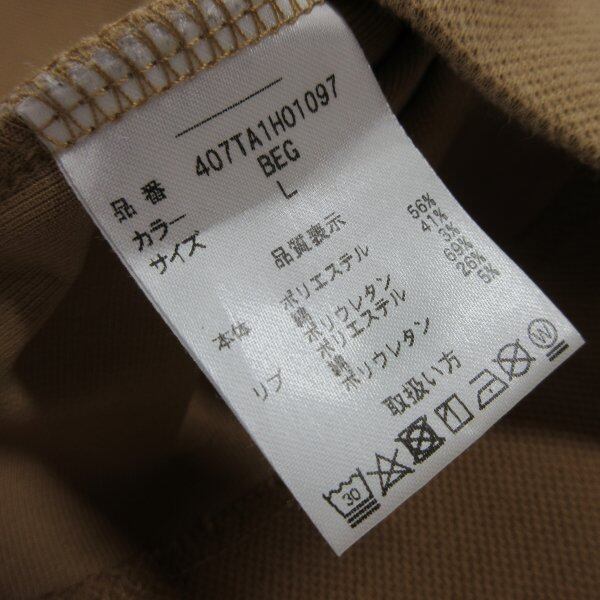 品番 407TA1H01097
カラー BEG
サイズ L
品質表示
本体 ポリエステル 56%
綿 41%
ポリウレタン 3%
リブ ポリエステル 69%
綿 26%
ポリウレタン 5%
取扱い方
30
W